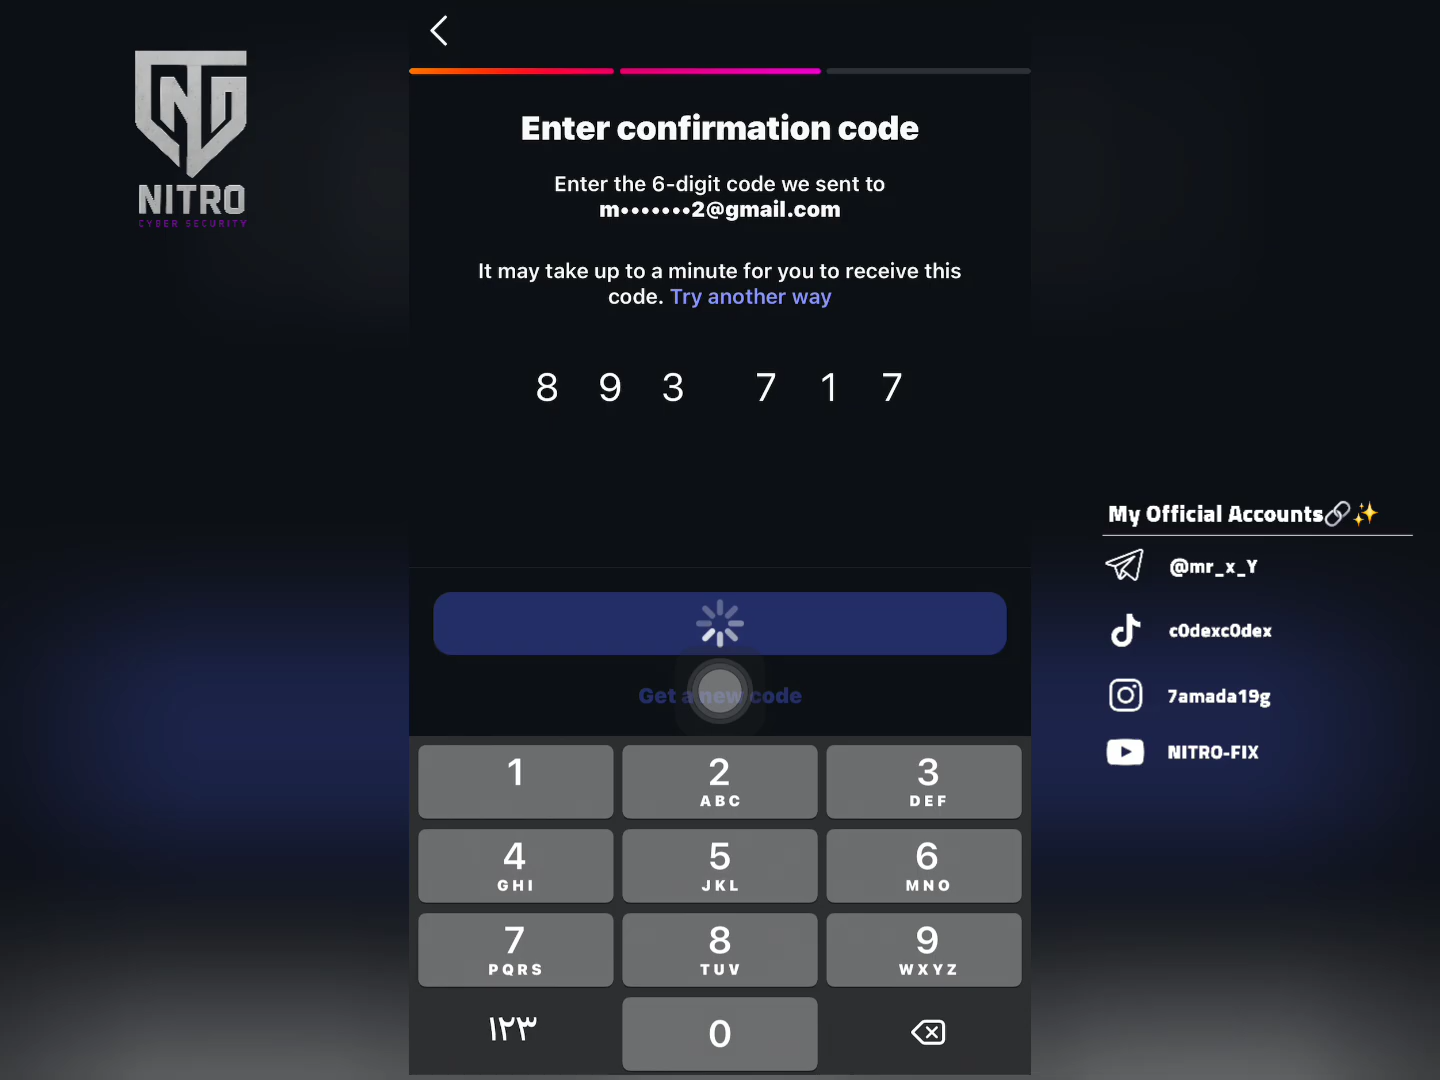 NITRO
CYBER SECURITY
Enter confirmation code
Enter the 6-digit code we sent to
m•••••••2@gmail.com
It may take up to a minute for you to receive this
code. Try another way
8 9 3 7 1 7
Get a new code
My Official Accounts🔗✨
@mr_x_Y
c0dexc0dex
7amada19g
NITRO-FIX
1 2 3
ABC DEF
4 5 6
GHI JKL MNO
7 8 9
PQRS TUV WXYZ
١٢٣ 0